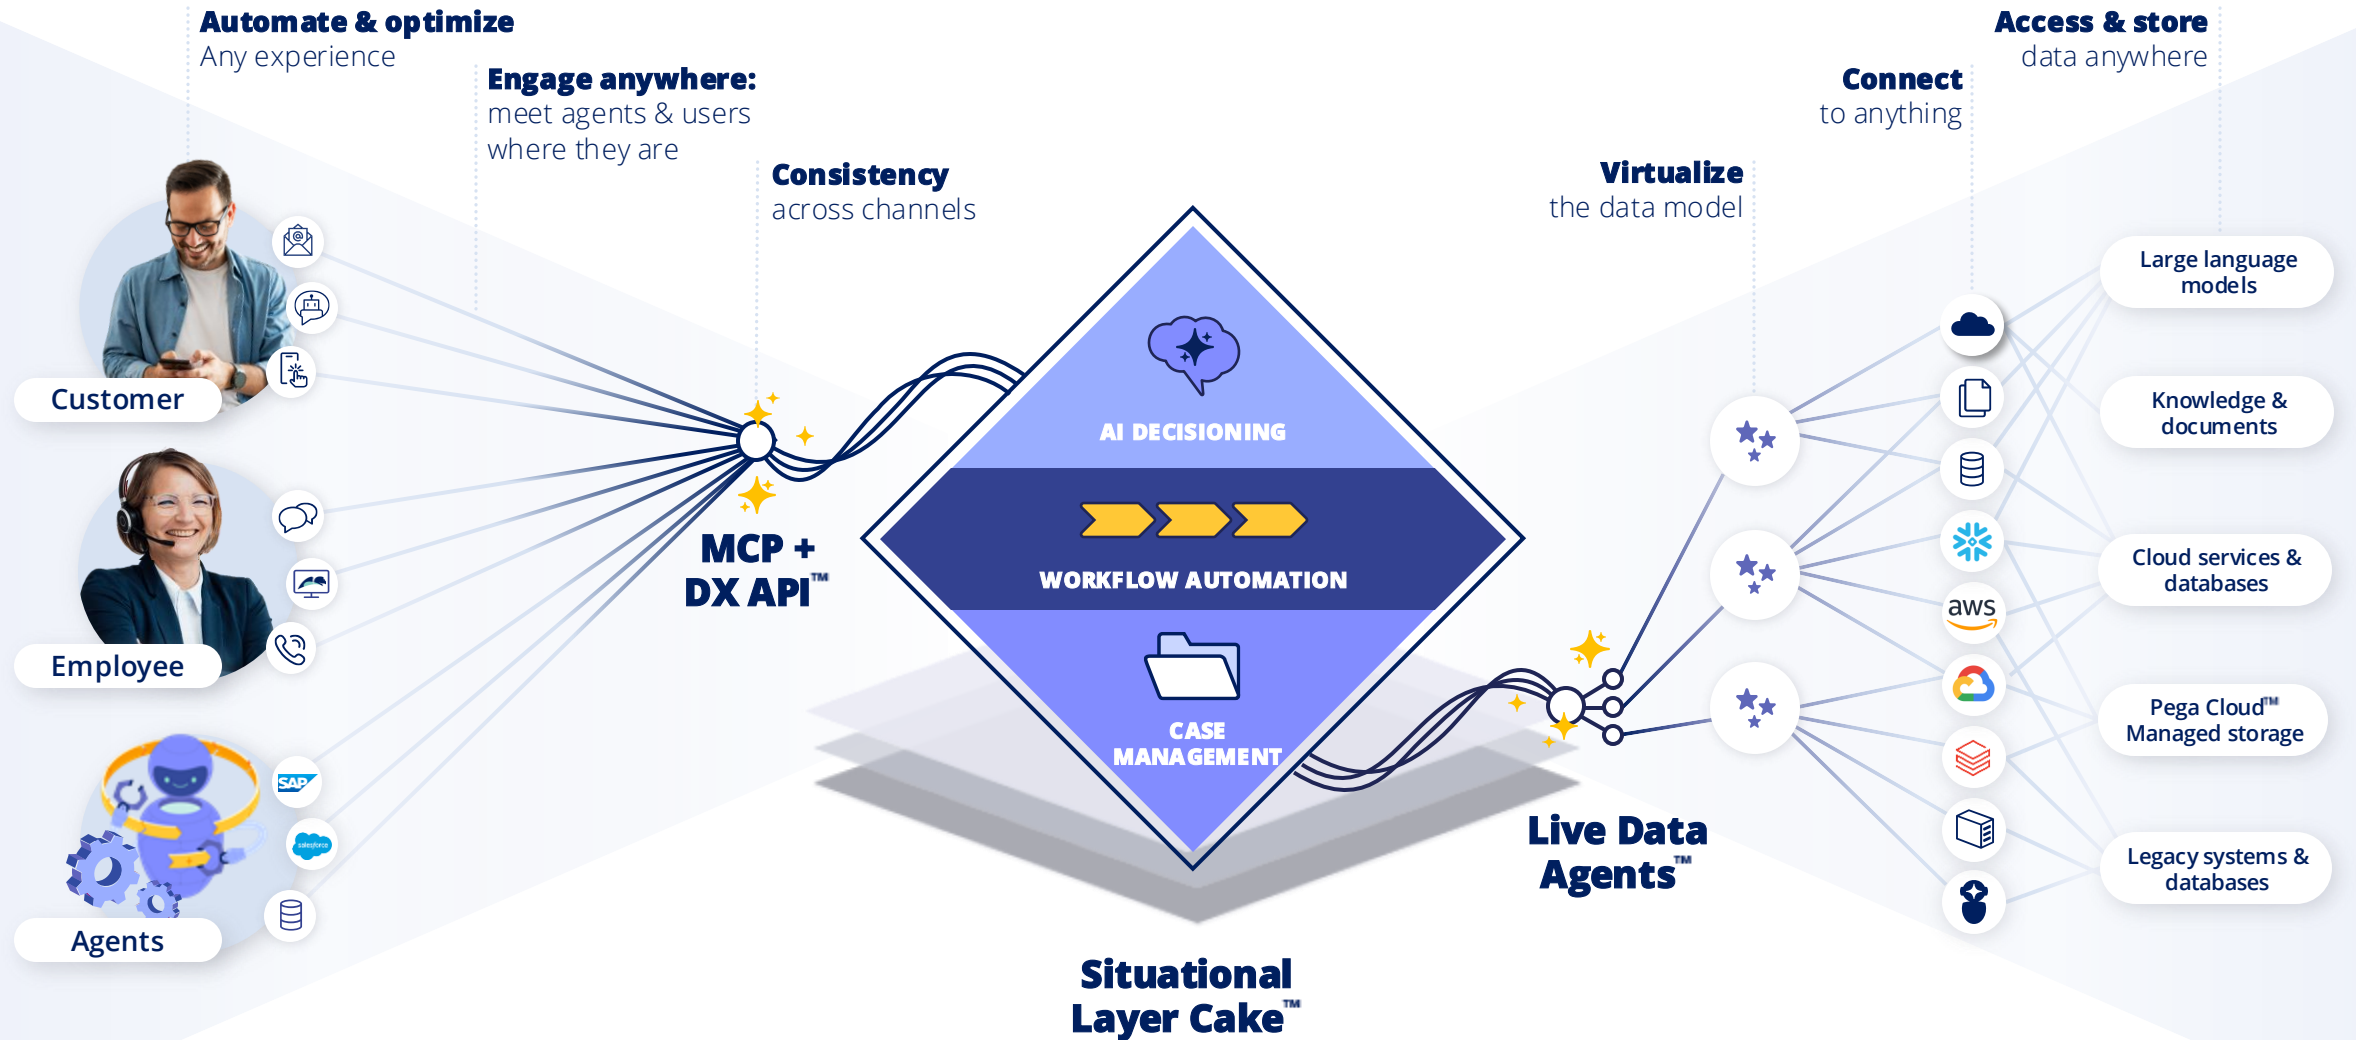 Automate & optimize
Any experience
Engage anywhere:
meet agents & users
where they are
Consistency
across channels
Access & store
data anywhere
Connect
to anything
Virtualize
the data model
Customer
Employee
SAP
salesforce
Agents
MCP +
DX API™
AI DECISIONING
WORKFLOW AUTOMATION
CASE
MANAGEMENT
Situational
Layer Cake™
Live Data
Agents™
aws
Large language
models
Knowledge &
documents
Cloud services &
databases
Pega Cloud™
Managed storage
Legacy systems &
databases